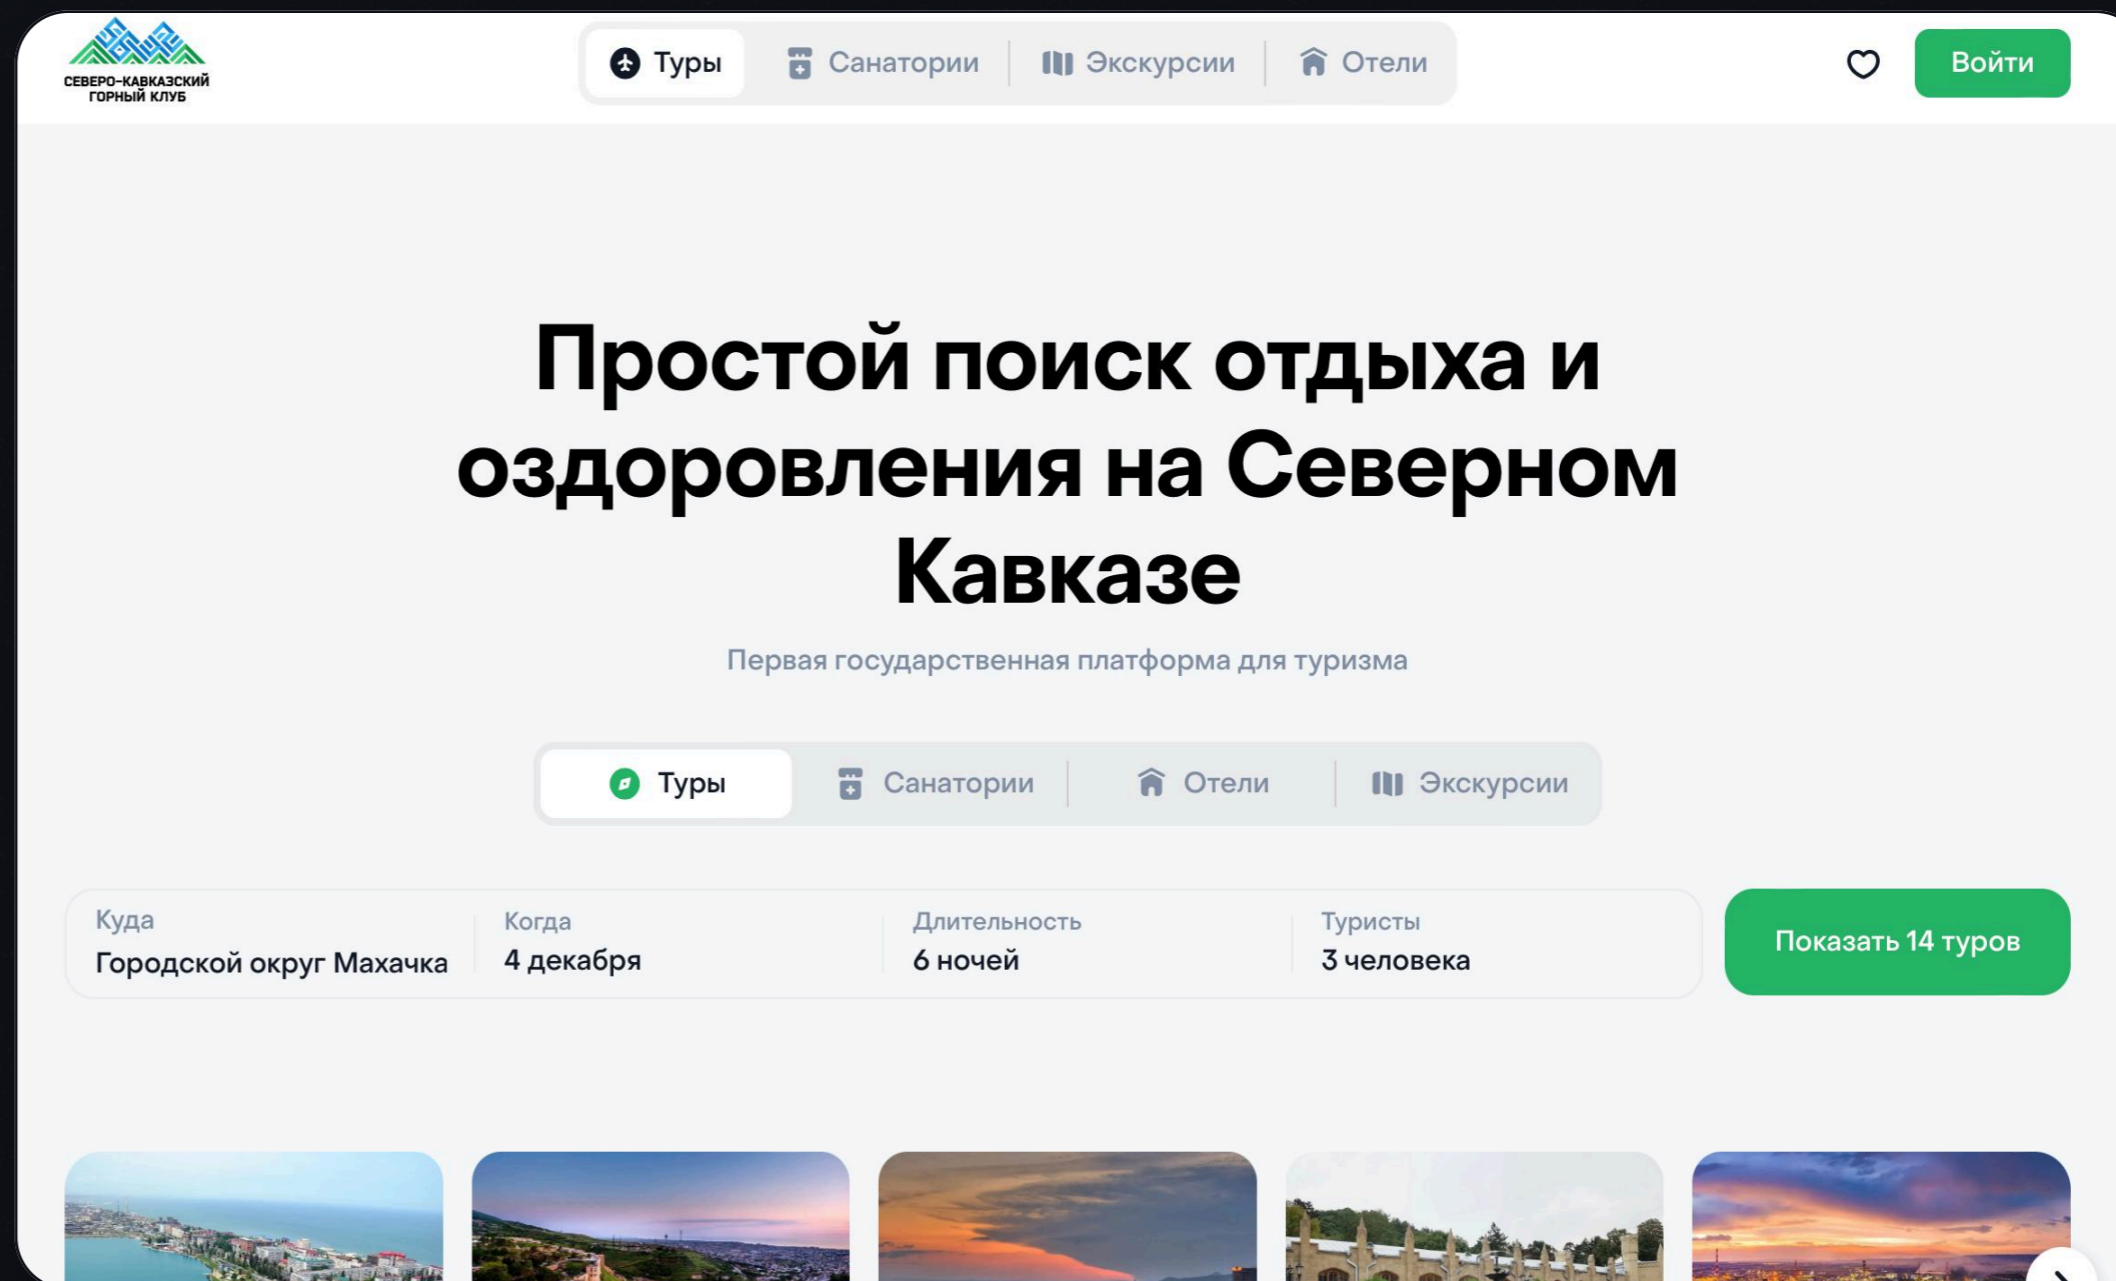 СЕВЕРО-КАВКАЗСКИЙ
ГОРНЫЙ КЛУБ
Туры
Санатории
Экскурсии
Отели
Войти
Простой поиск отдыха и
оздоровления на Северном
Кавказе
Первая государственная платформа для туризма
Туры
Санатории
Отели
Экскурсии
Куда
Городской округ Махачка
Когда
4 декабря
Длительность
6 ночей
Туристы
3 человека
Показать 14 туров